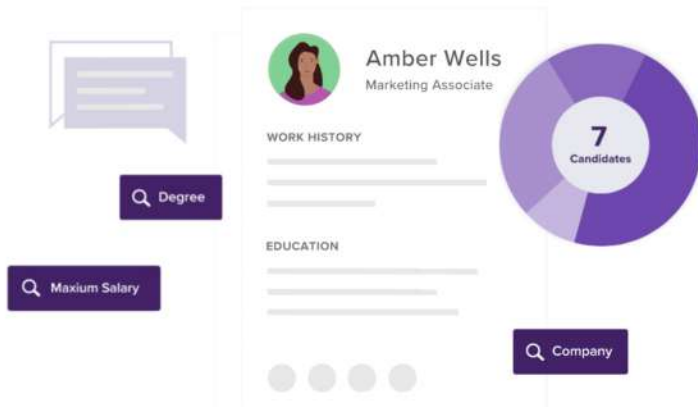 Amber Wells
Marketing Associate
WORK HISTORY
7
Candidates
Degree
EDUCATION
Maxium Salary
Company